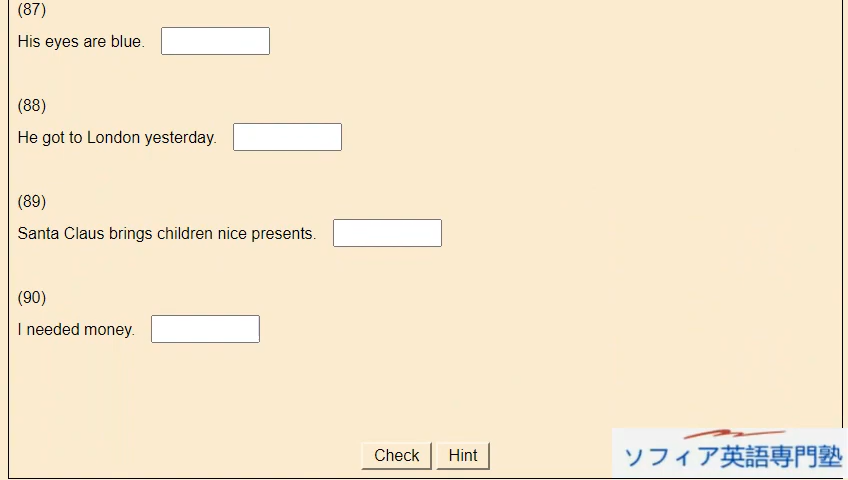 (87)
His eyes are blue.
(88)
He got to London yesterday.
(89)
Santa Claus brings children nice presents.
(90)
I needed money.
Check Hint
ソフィア英語専門塾